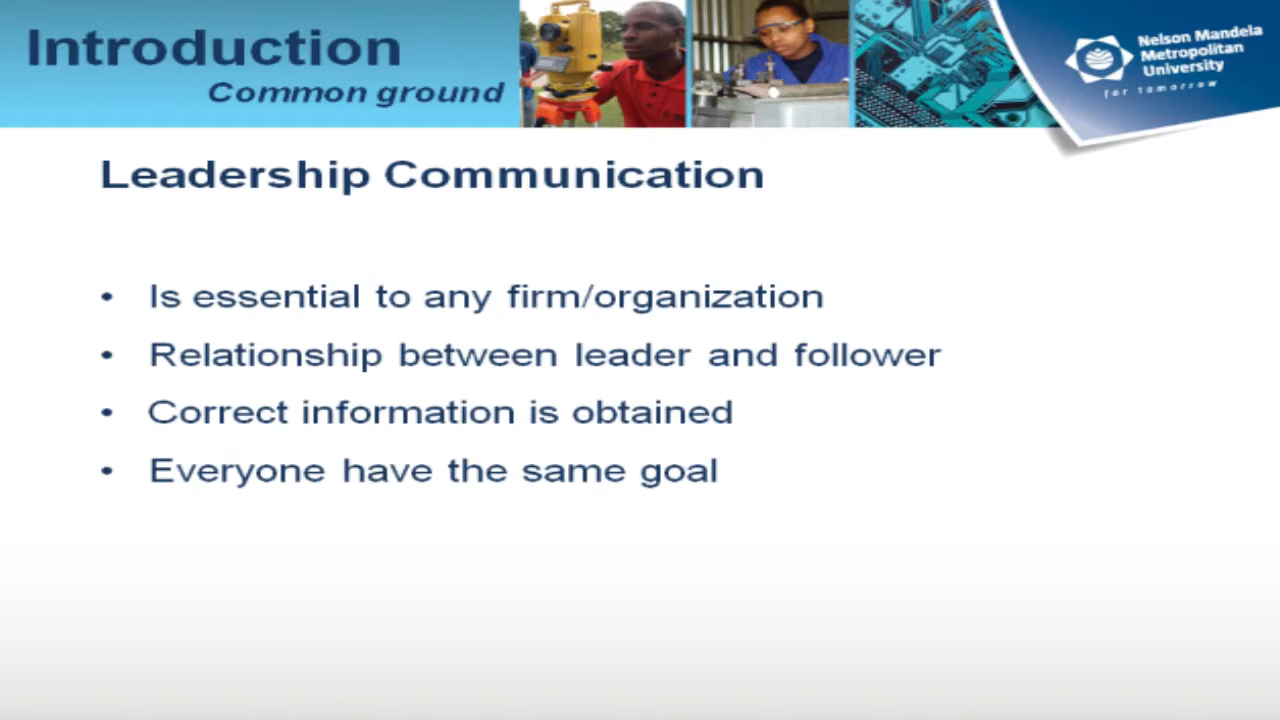 Introduction
Common ground
Nelson Mandela
Metropolitan
University
for tomorrow
Leadership Communication
• Is essential to any firm/organization
• Relationship between leader and follower
• Correct information is obtained
• Everyone have the same goal